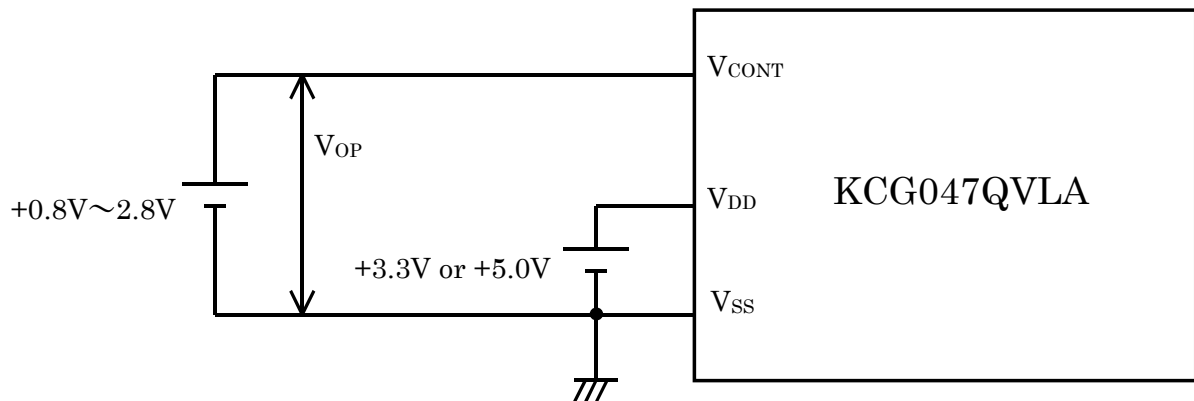 VCONT
VOP
+0.8V～2.8V
VDD
KCG047QVLA
+3.3V or +5.0V
VSS